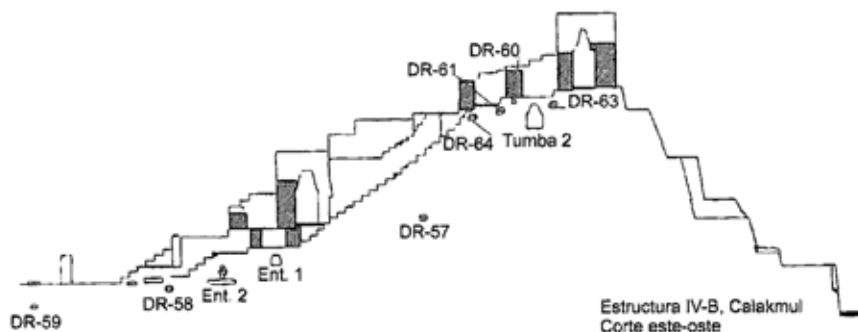 DR-60
DR-61
DR-63
DR-64
Tumba 2
DR-57
Ent. 1
Ent. 2
DR-58
DR-59
Estructura IV-B, Calakmul
Corte este-oste